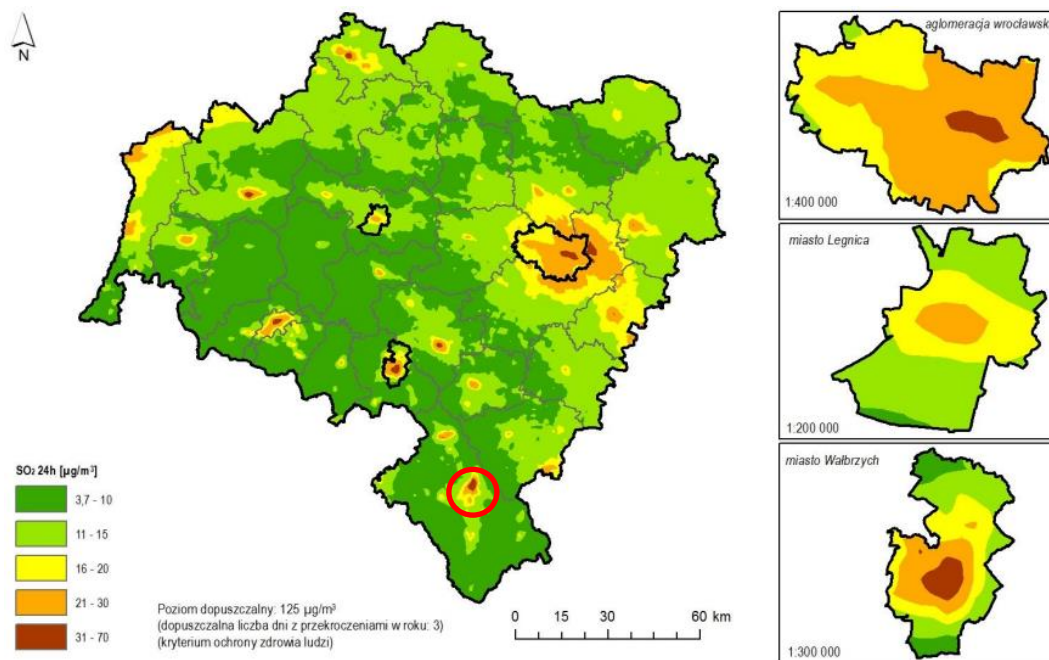 N
aglomeracja wrocławsk
1:400 000
miasto Legnica
1:200 000
miasto Wałbrzych
1:300 000
SO₂ 24h [µg/m³]
3,7 - 10
11 - 15
16 - 20
21 - 30
31 - 70
Poziom dopuszczalny: 125 µg/m³
(dopuszczalna liczba dni z przekroczeniami w roku: 3)
(kryterium ochrony zdrowia ludzi)
0 15 30 60 km